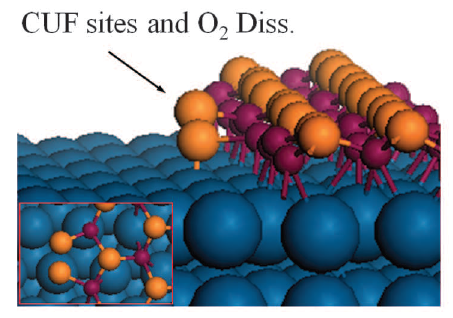 CUF sites and O₂ Diss.